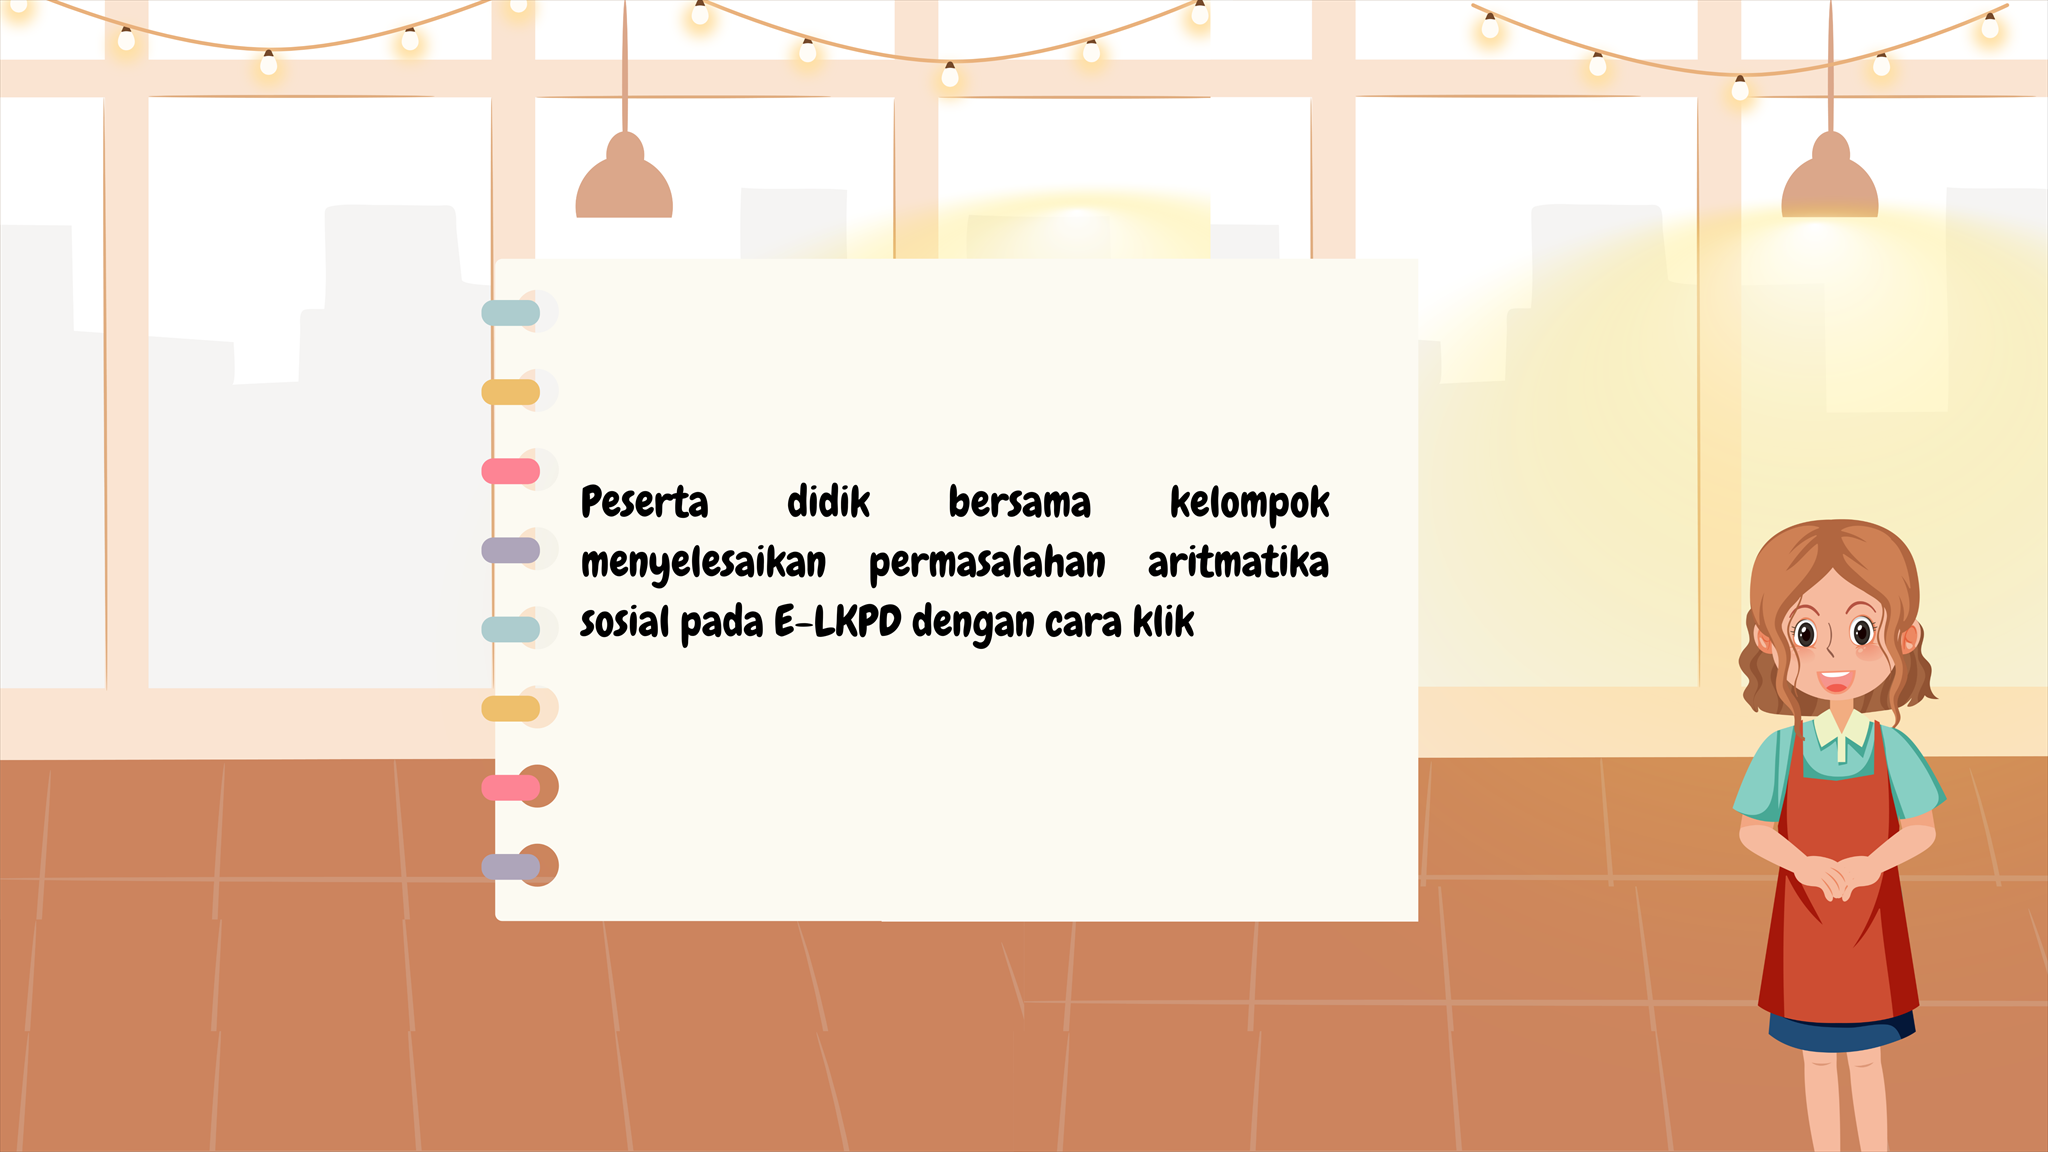 Peserta didik bersama kelompok
menyelesaikan permasalahan aritmatika
sosial pada E-LKPD dengan cara klik